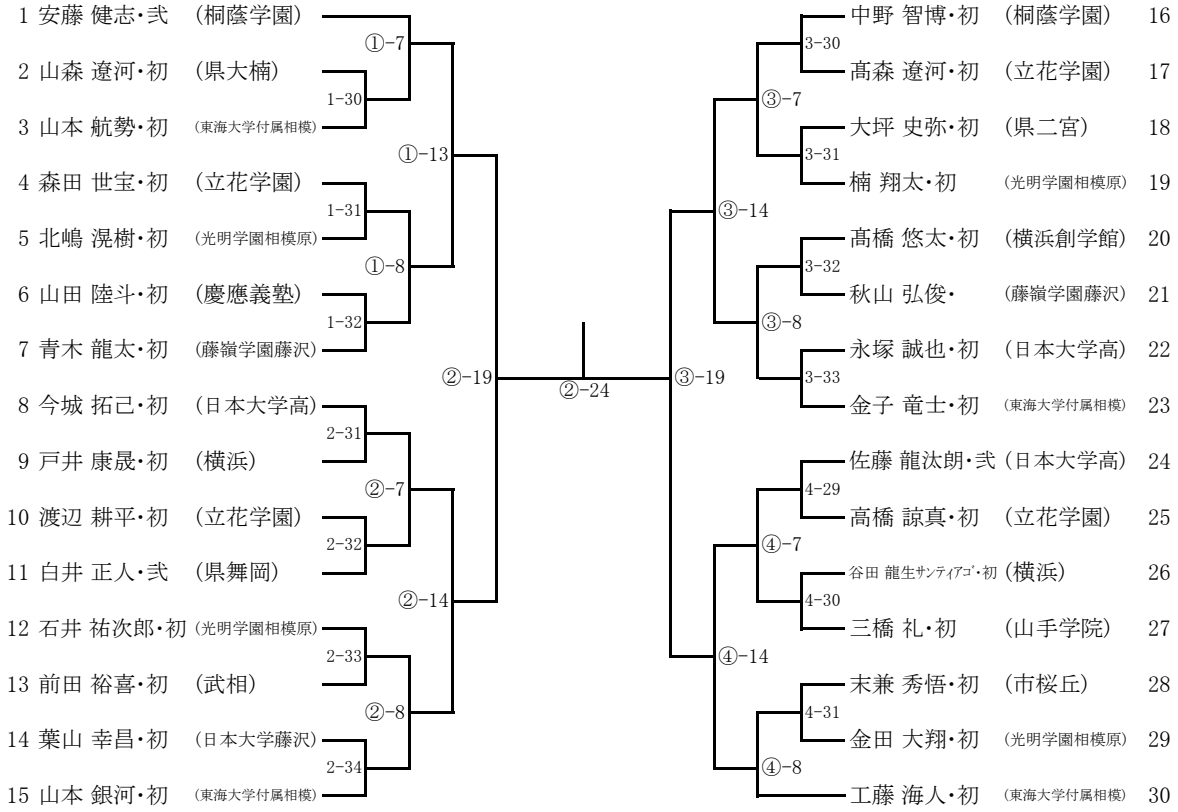 1 安藤 健志・弐 (桐蔭学園)
①-7
2 山森 遼河・初 (県大楠)
1-30
3 山本 航勢・初 (東海大学付属相模)
①-13
4 森田 世宝・初 (立花学園)
1-31
5 北嶋 滉樹・初 (光明学園相模原)
①-8
6 山田 陸斗・初 (慶應義塾)
1-32
7 青木 龍太・初 (藤嶺学園藤沢)
②-19
8 今城 拓己・初 (日本大学高)
2-31
9 戸井 康晟・初 (横浜)
②-7
10 渡辺 耕平・初 (立花学園)
2-32
11 白井 正人・弐 (県舞岡)
②-14
12 石井 祐次郎・初 (光明学園相模原)
2-33
13 前田 裕喜・初 (武相)
②-8
14 葉山 幸昌・初 (日本大学藤沢)
2-34
15 山本 銀河・初 (東海大学付属相模)
②-24
中野 智博・初 (桐蔭学園) 16
3-30
髙森 遼河・初 (立花学園) 17
③-7
大坪 史弥・初 (県二宮) 18
3-31
楠 翔太・初 (光明学園相模原) 19
③-14
髙橋 悠太・初 (横浜創学館) 20
3-32
秋山 弘俊・ (藤嶺学園藤沢) 21
③-8
永塚 誠也・初 (日本大学高) 22
3-33
金子 竜士・初 (東海大学付属相模) 23
③-19
佐藤 龍汰朗・弐 (日本大学高) 24
4-29
高橋 諒真・初 (立花学園) 25
④-7
谷田 龍生サンティアゴ・初 (横浜) 26
4-30
三橋 礼・初 (山手学院) 27
④-14
末兼 秀悟・初 (市桜丘) 28
4-31
金田 大翔・初 (光明学園相模原) 29
④-8
工藤 海人・初 (東海大学付属相模) 30